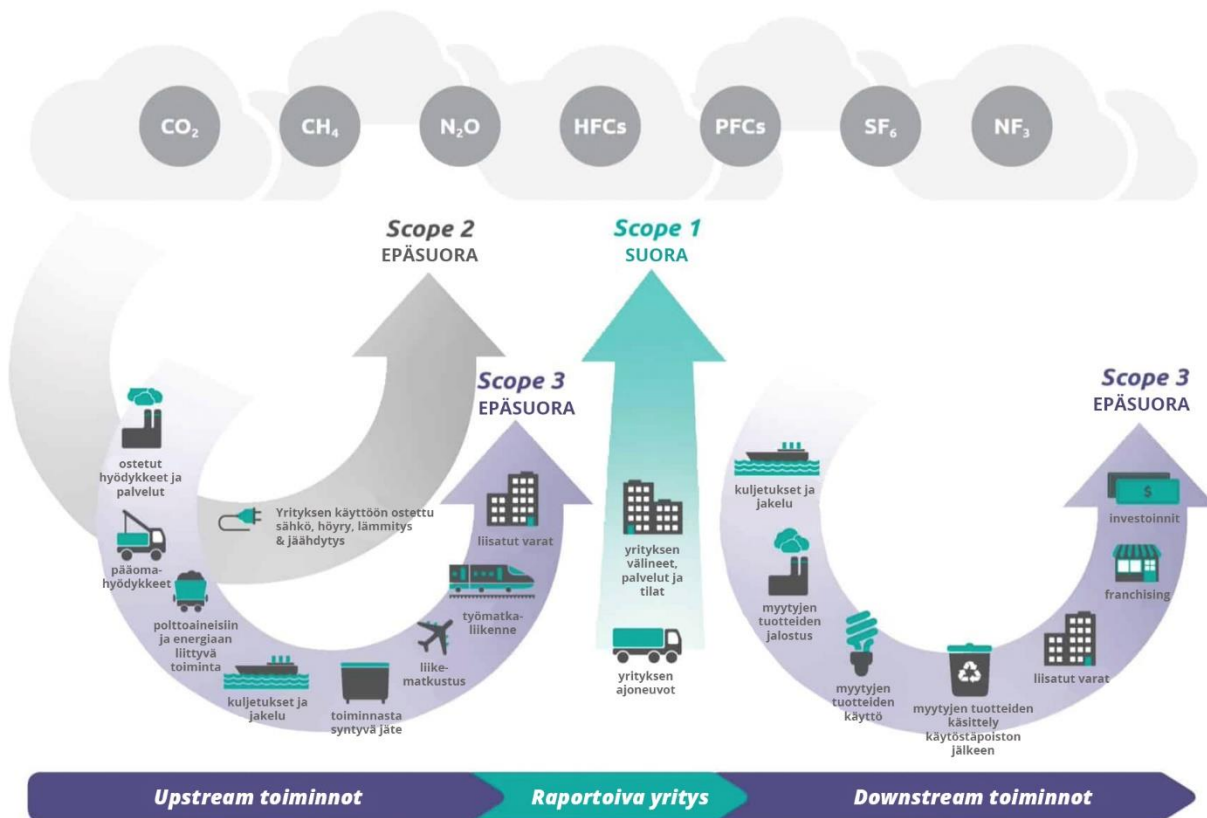 CO₂
CH₄
N₂O
HFCs
PFCs
SF₆
NF₃
Scope 2
EPÄSUORA
Scope 1
SUORA
Scope 3
EPÄSUORA
Scope 3
EPÄSUORA
ostetut
hyödykkeet ja
palvelut
Yrityksen käyttöön ostettu
sähkö, höyry, lämmitys
& jäähdytys
pääoma-
hyödykkeet
polttoaineisiin
ja energiaan
liittyvä
toiminta
kuljetukset ja
jakelu
toiminnasta
syntyvä jäte
liike-
matkustus
työmatka-
liikenne
liisatut varat
yrityksen
välineet,
palvelut ja
tilat
yrityksen
ajoneuvot
kuljetukset ja
jakelu
myytyjen
tuotteiden
jalostus
myytyjen
tuotteiden
käyttö
myytyjen tuotteiden
käsittely
käytöstäpoiston
jälkeen
liisatut varat
franchising
$
investoinnit
Upstream toiminnot
Raportoiva yritys
Downstream toiminnot